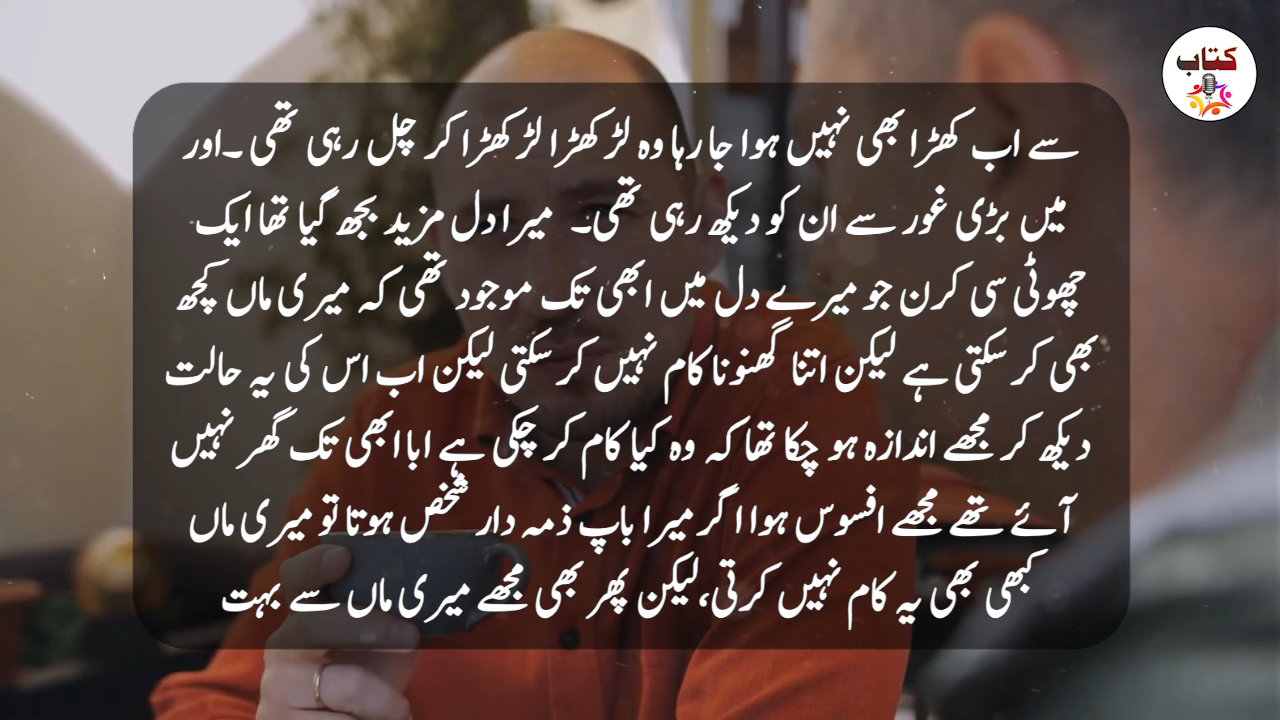 کتاب
سے اب کھڑا بھی نہیں ہوا جا رہا وہ لڑکھڑا لڑکھڑا کر چل رہی تھی ۔اور
میں بڑی غور سے ان کو دیکھ رہی تھی۔ میرا دل مزید بجھ گیا تھا ایک
چھوٹی سی کرن جو میرے دل میں ابھی تک موجود تھی کہ میری ماں کچھ
بھی کر سکتی ہے لیکن اتنا گھنونا کام نہیں کر سکتی لیکن اب اس کی یہ حالت
دیکھ کر مجھے اندازہ ہو چکا تھا کہ وہ کیا کام کر چکی ہے ابا ابھی تک گھر نہیں
آئے تھے مجھے افسوس ہوا اگر میرا باپ ذمہ دار شخص ہوتا تو میری ماں
کبھی بھی یہ کام نہیں کرتی، لیکن پھر بھی مجھے میری ماں سے بہت